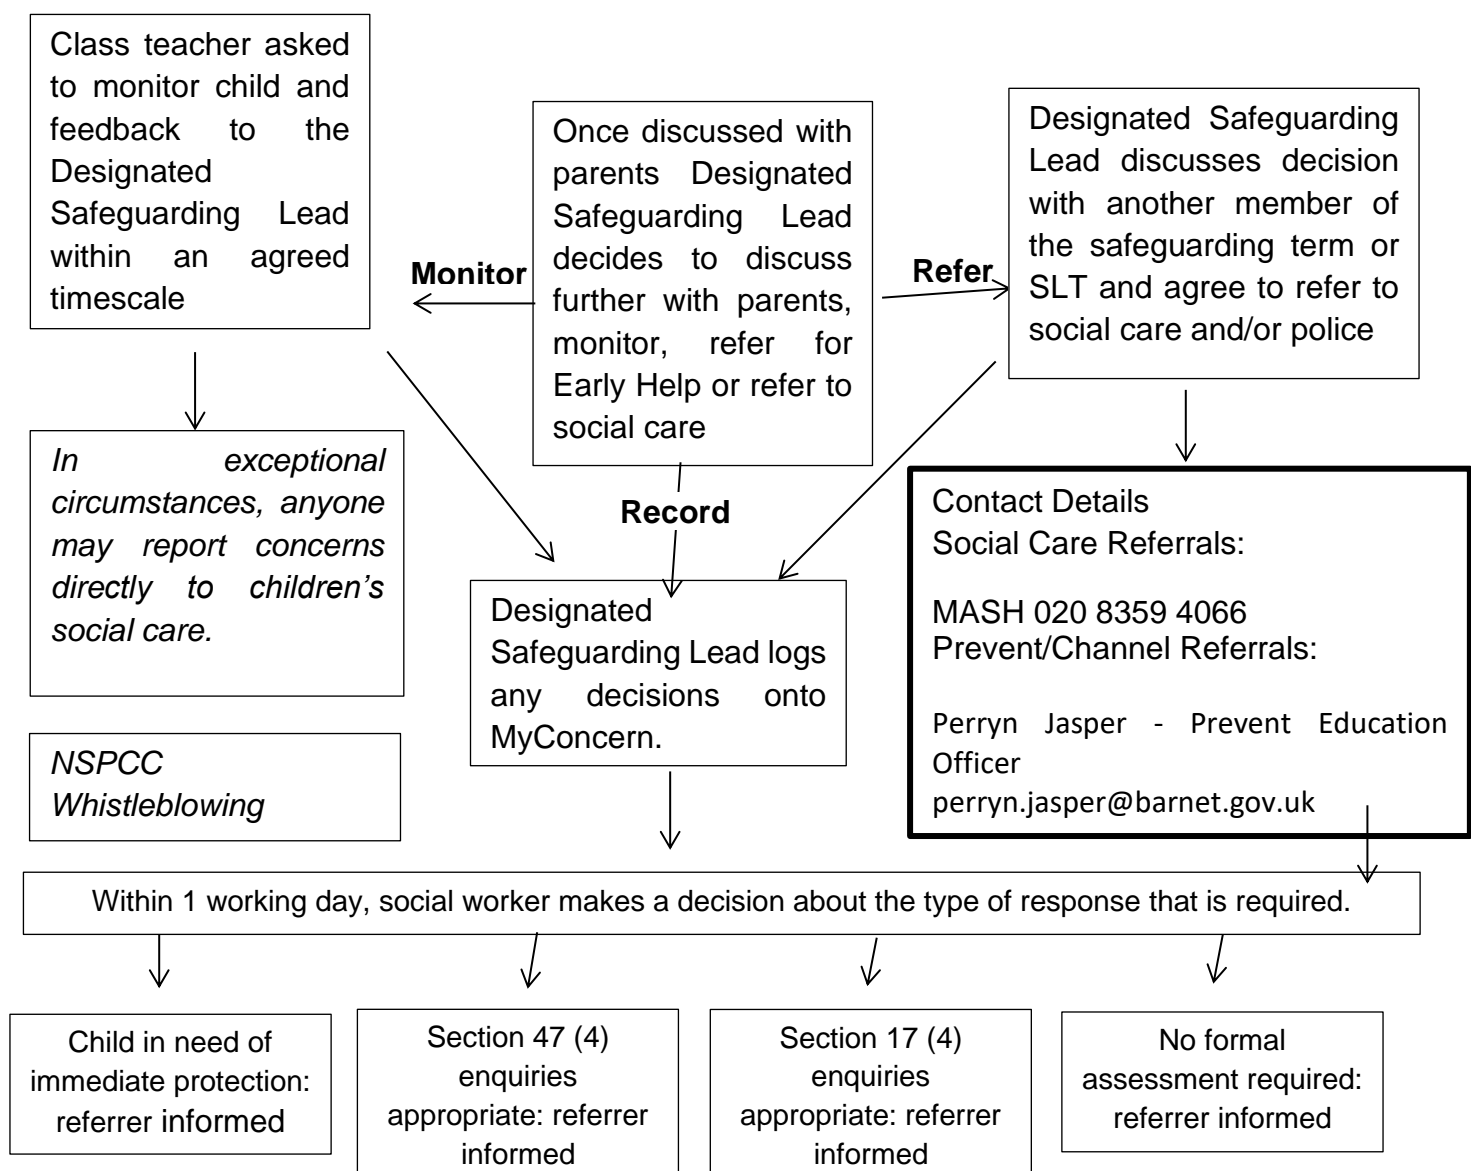 Class teacher asked
to monitor child and
feedback to the
Designated
Safeguarding Lead
within an agreed
timescale
Monitor
Once discussed with
parents Designated
Safeguarding Lead
decides to discuss
further with parents,
monitor, refer for
Early Help or refer to
social care
Refer
Designated Safeguarding
Lead discusses decision
with another member of
the safeguarding term or
SLT and agree to refer to
social care and/or police
In exceptional
circumstances, anyone
may report concerns
directly to children’s
social care.
Record
Contact Details
Social Care Referrals:
MASH 020 8359 4066
Prevent/Channel Referrals:
Perryn Jasper - Prevent Education
Officer
perryn.jasper@barnet.gov.uk
Designated
Safeguarding Lead logs
any decisions onto
MyConcern.
NSPCC
Whistleblowing
Within 1 working day, social worker makes a decision about the type of response that is required.
Child in need of
immediate protection:
referrer informed
Section 47 (4)
enquiries
appropriate: referrer
informed
Section 17 (4)
enquiries
appropriate: referrer
informed
No formal
assessment required:
referrer informed